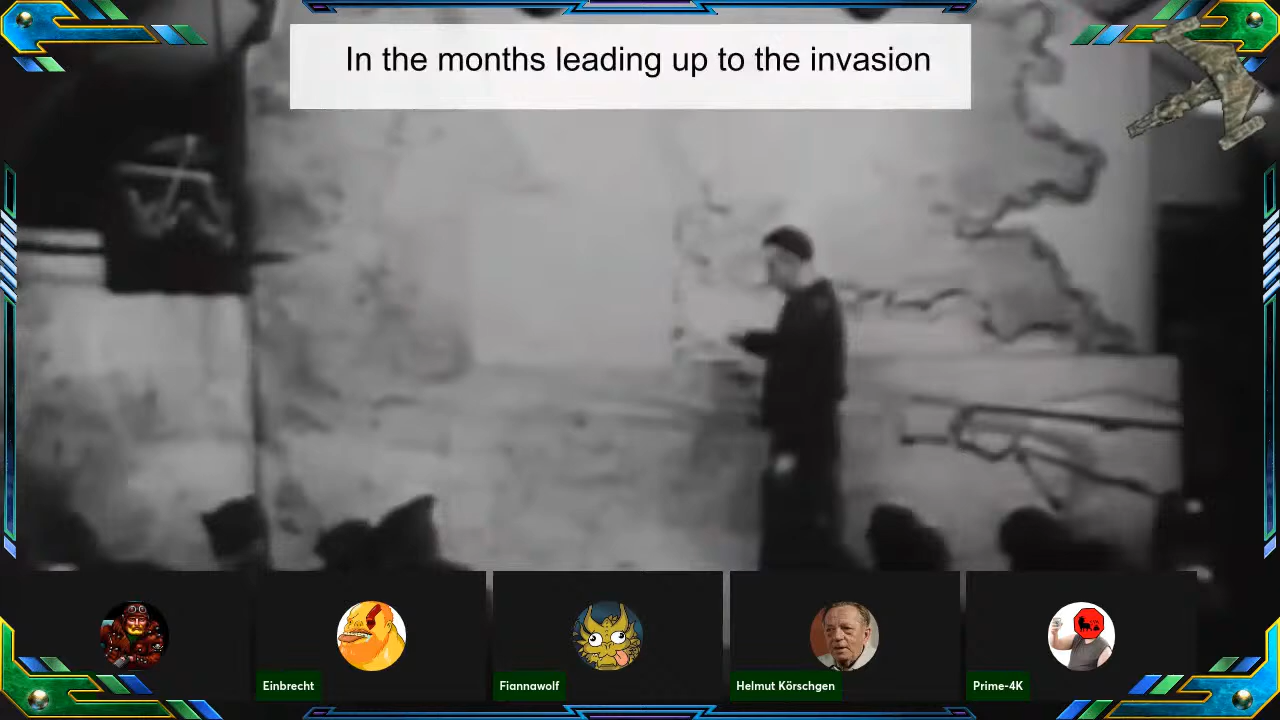 In the months leading up to the invasion
Einbrecht
Fiannawolf
Helmut Körschgen
Prime-4K